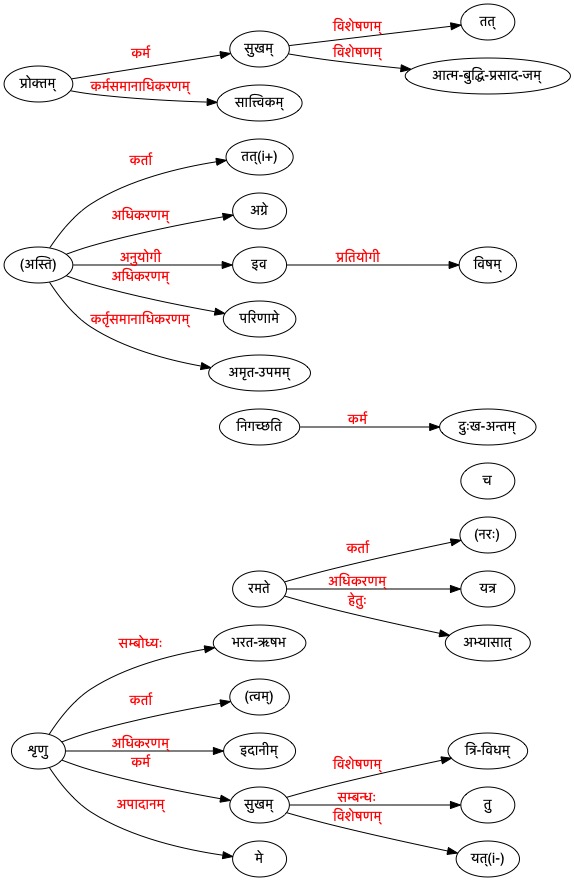 तत्
विशेषणम्
सुखम्
कर्म
विशेषणम्
प्रोक्तम्
आत्म-बुद्धि-प्रसाद-जम्
कर्मसमानाधिकरणम्
सात्त्विकम्
तत्(i+)
कर्ता
अग्रे
अधिकरणम्
(अस्ति)
अनुयोगी
इव
प्रतियोगी
विषम्
अधिकरणम्
परिणामे
कर्तृसमानाधिकरणम्
अमृत-उपमम्
निगच्छति
कर्म
दुःख-अन्तम्
च
(नरः)
कर्ता
रमते
अधिकरणम्
यत्र
हेतुः
अभ्यासात्
सम्बोध्यः
भरत-ऋषभ
कर्ता
(त्वम्)
शृणु
अधिकरणम्
इदानीम्
त्रि-विधम्
कर्म
विशेषणम्
सुखम्
सम्बन्धः
तु
अपादानम्
विशेषणम्
मे
यत्(i-)